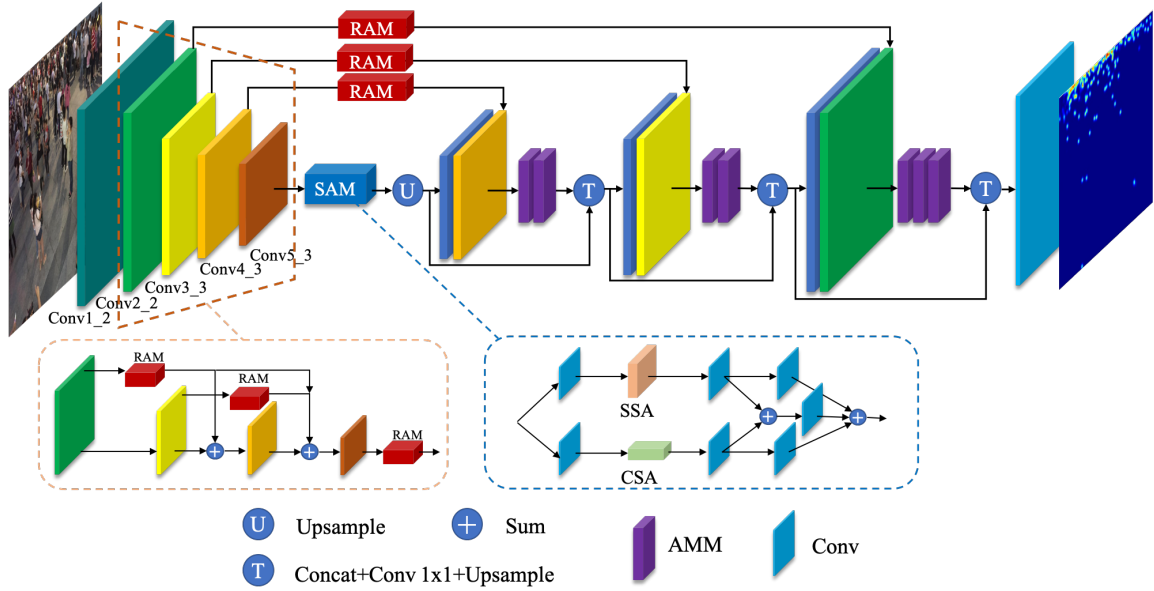 RAM
RAM
RAM
SAM
U
T
T
T
Conv5_3
Conv4_3
Conv3_3
Conv2_2
Conv1_2
RAM
RAM
RAM
SSA
CSA
U Upsample
Sum
AMM
Conv
T Concat+Conv 1x1+Upsample